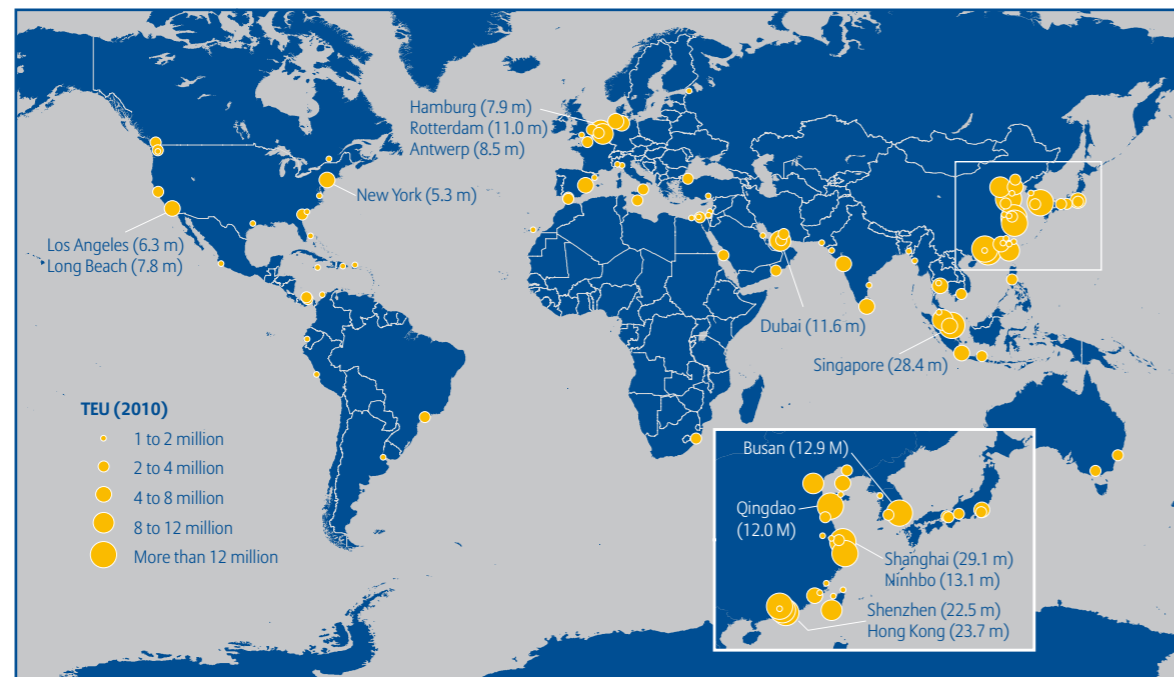 Hamburg (7.9 m)
Rotterdam (11.0 m)
Antwerp (8.5 m)
New York (5.3 m)
Los Angeles (6.3 m)
Long Beach (7.8 m)
Dubai (11.6 m)
Singapore (28.4 m)
TEU (2010)
1 to 2 million
2 to 4 million
4 to 8 million
8 to 12 million
More than 12 million
Busan (12.9 M)
Qingdao
(12.0 M)
Shanghai (29.1 m)
Ninhbo (13.1 m)
Shenzhen (22.5 m)
Hong Kong (23.7 m)